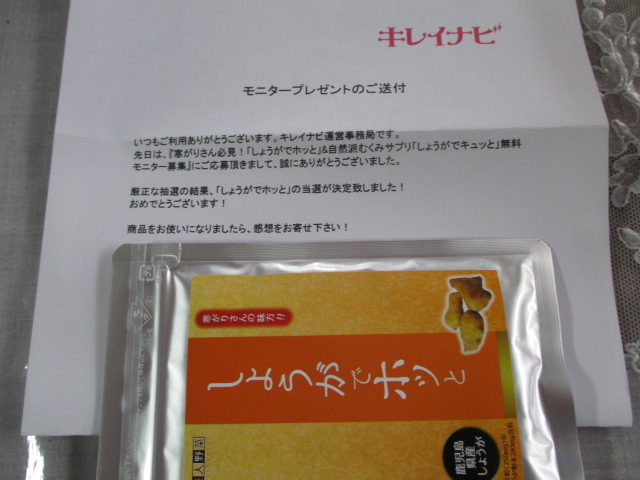 キレイナビ
モニタープレゼントのご送付
いつもご利用ありがとうございます。キレイナビ運営事務局です。
先日は、『寒がりさん必見！「しょうがでホッと」&自然派むくみサプリ「しょうがでキュッと」無料
モニター募集』にご応募頂きまして、誠にありがとうございました。
厳正な抽選の結果、「しょうがでホッと」の当選が決定致しました！
おめでとうございます！
商品をお使いになりましたら、感想をお寄せ下さい！
寒がりさんの味方!!
しょうがでホッと
人野菜
鹿児島
県産
しょうが